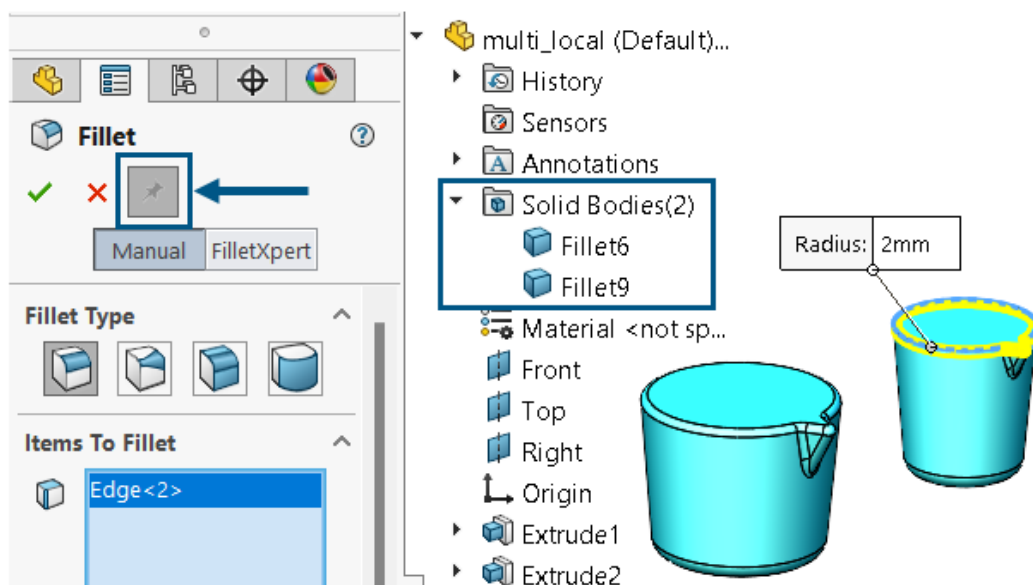 Fillet
Manual
FilletXpert
Fillet Type
Items To Fillet
Edge<2>
multi_local (Default)...
History
Sensors
A Annotations
Solid Bodies(2)
Fillet6
Fillet9
Material <not sp...
Front
Top
Right
Origin
Extrude1
Extrude2
Radius: 2mm